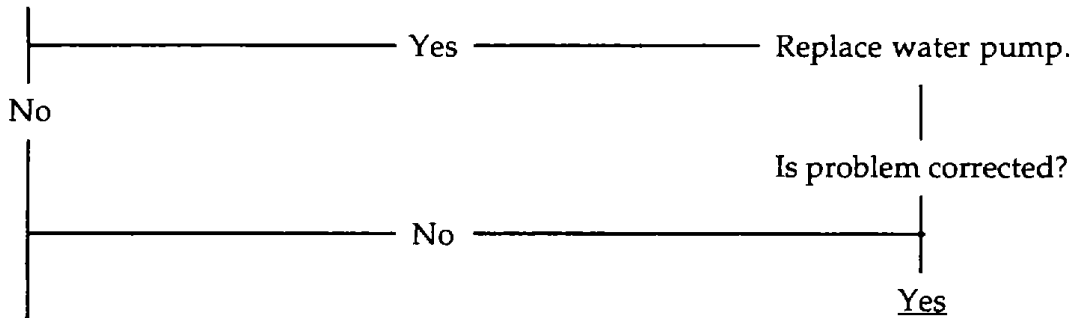 Yes Replace water pump.
No
Is problem corrected?
No
Yes